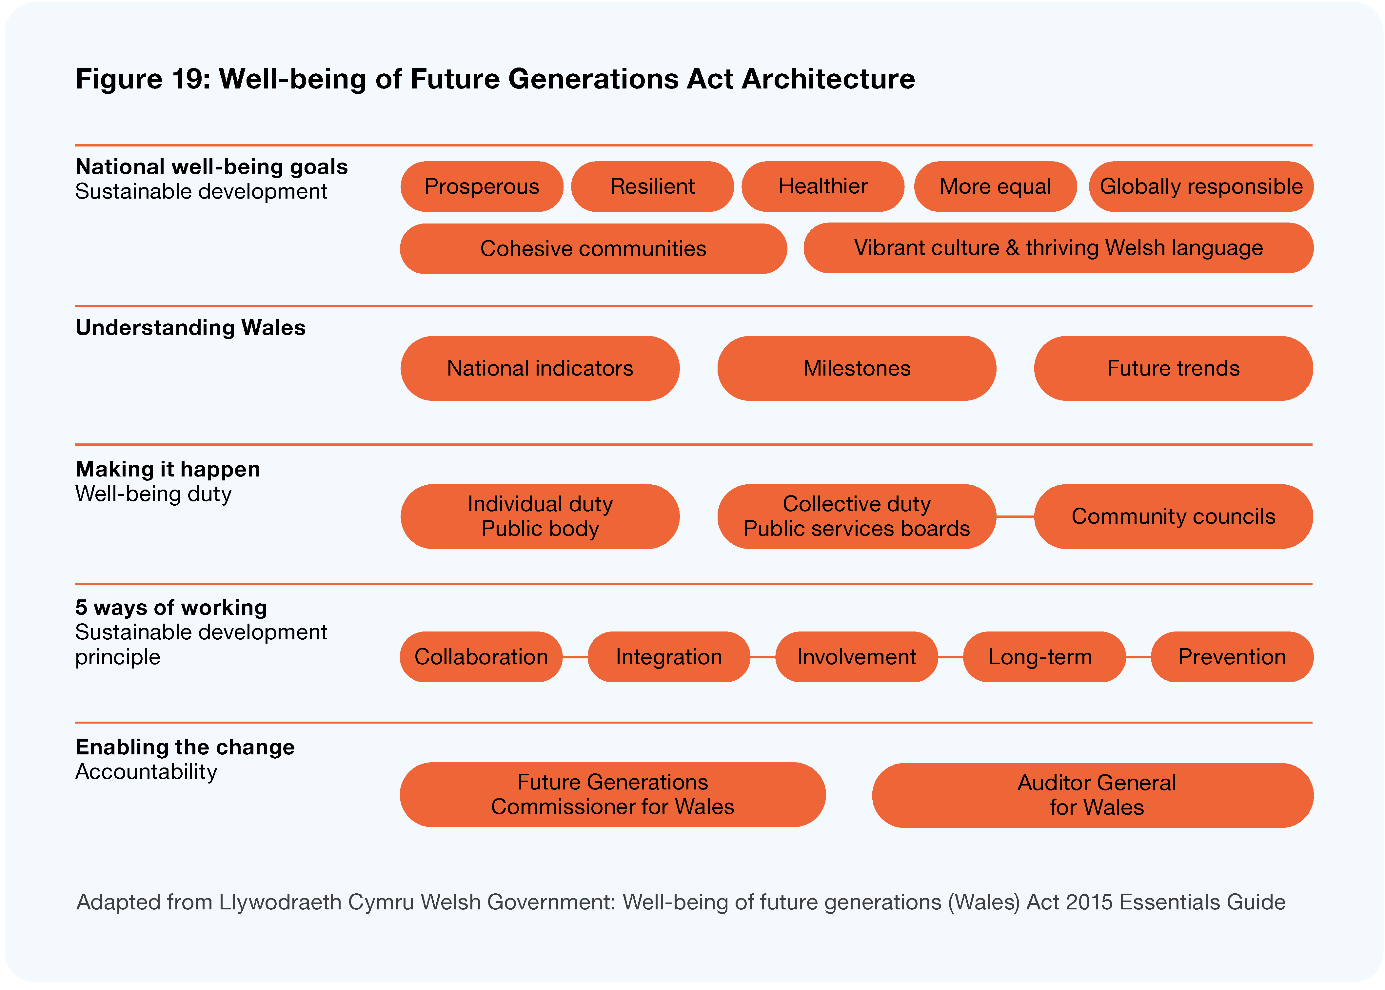 Figure 19: Well-being of Future Generations Act Architecture
National well-being goals
Sustainable development
Prosperous
Resilient
Healthier
More equal
Globally responsible
Cohesive communities
Vibrant culture & thriving Welsh language
Understanding Wales
National indicators
Milestones
Future trends
Making it happen
Well-being duty
Individual duty
Public body
Collective duty
Public services boards
Community councils
5 ways of working
Sustainable development
principle
Collaboration
Integration
Involvement
Long-term
Prevention
Enabling the change
Accountability
Future Generations
Commissioner for Wales
Auditor General
for Wales
Adapted from Llywodraeth Cymru Welsh Government: Well-being of future generations (Wales) Act 2015 Essentials Guide